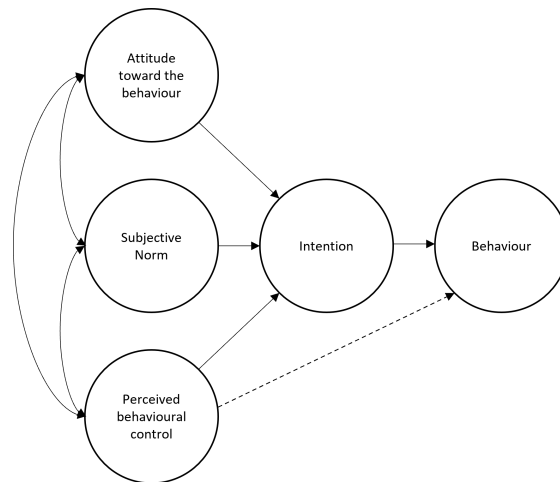 Attitude
toward the
behaviour
Subjective
Norm
Intention
Behaviour
Perceived
behavioural
control